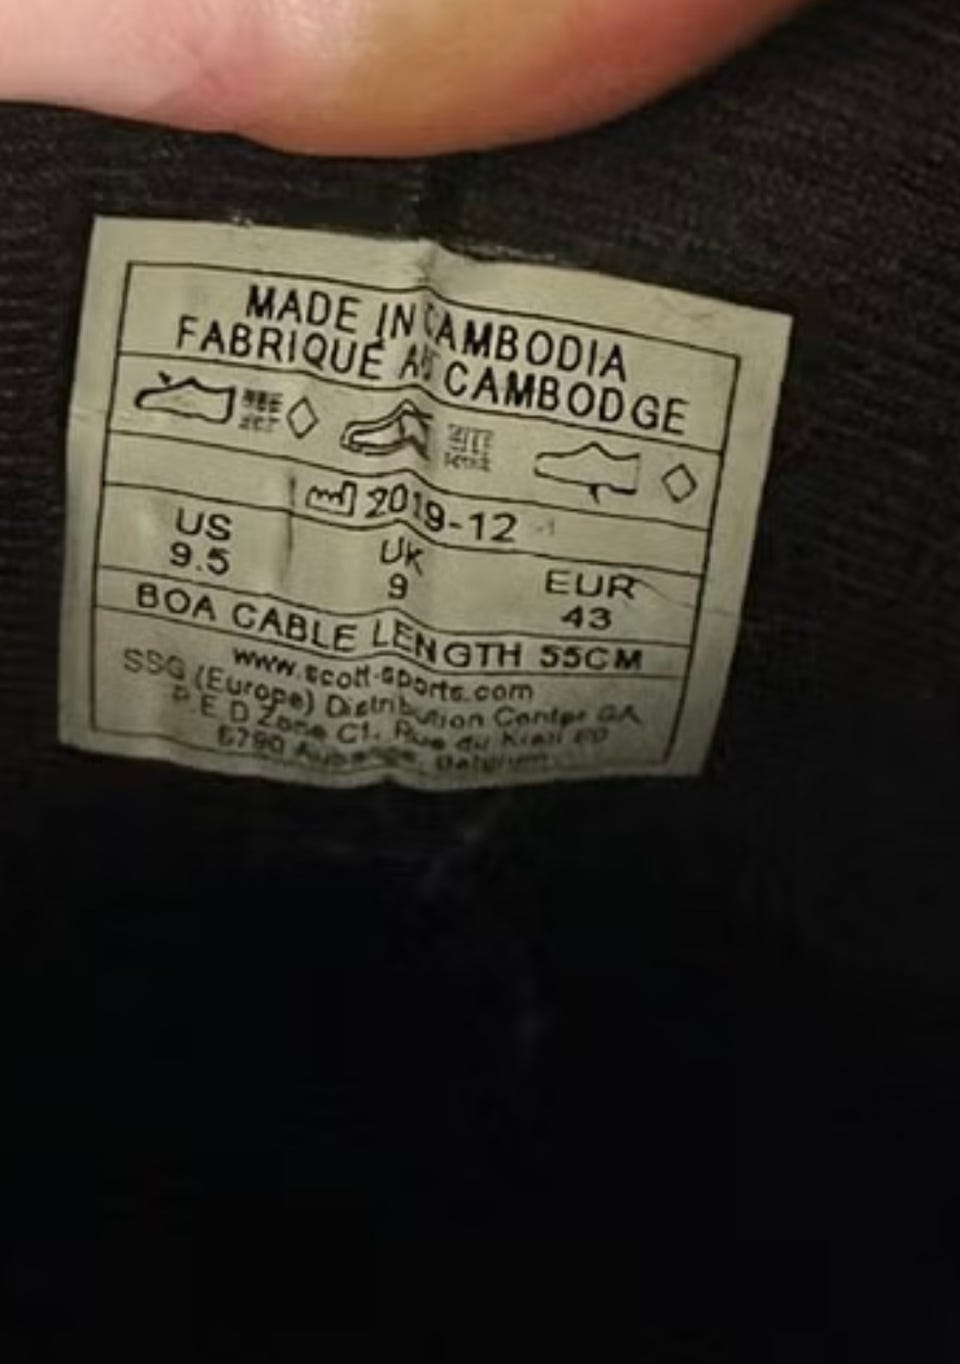 MADE IN CAMBODIA
FABRIQUÉ AU CAMBODGE
2019-12
US UK EUR
9.5 9 43
BOA CABLE LENGTH 55CM
www.scott-sports.com
SSG (Europe) Distribution Center SA
P.E.D Zone C1, Rue du Kiell 60
6790 Aubange, Belgium